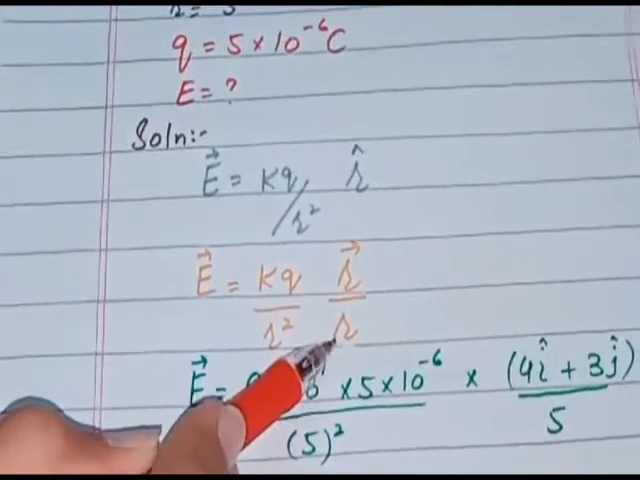 q = 5 × 10⁻⁶ C
E = ?
Soln:-
E⃗ = Kq/r² r̂
E⃗ = Kq/r² r⃗/r
E⃗ = × 5 × 10⁻⁶/(5)² × (4î + 3ĵ)/5